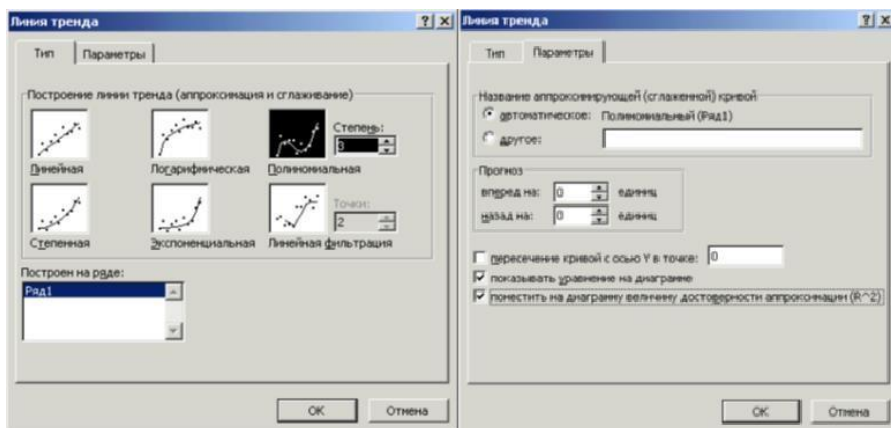 Линия тренда
Тип Параметры
Построение линии тренда (аппроксимация и сглаживание)
Линейная
Логарифмическая
Полиномиальная
Степень:
3
Степенная
Экспоненциальная
Линейная фильтрация
Точки:
2
Построен на ряде:
Ряд1
ОК Отмена
Линия тренда
Тип Параметры
Название аппроксимирующей (сглаженной) кривой
автоматическое: Полиномиальный (Ряд1)
другое:
Прогноз
вперед на: 0 единиц
назад на: 0 единиц
пересечение кривой с осью Y в точке: 0
показывать уравнение на диаграмме
поместить на диаграмму величину достоверности аппроксимации (R^2)
ОК Отмена